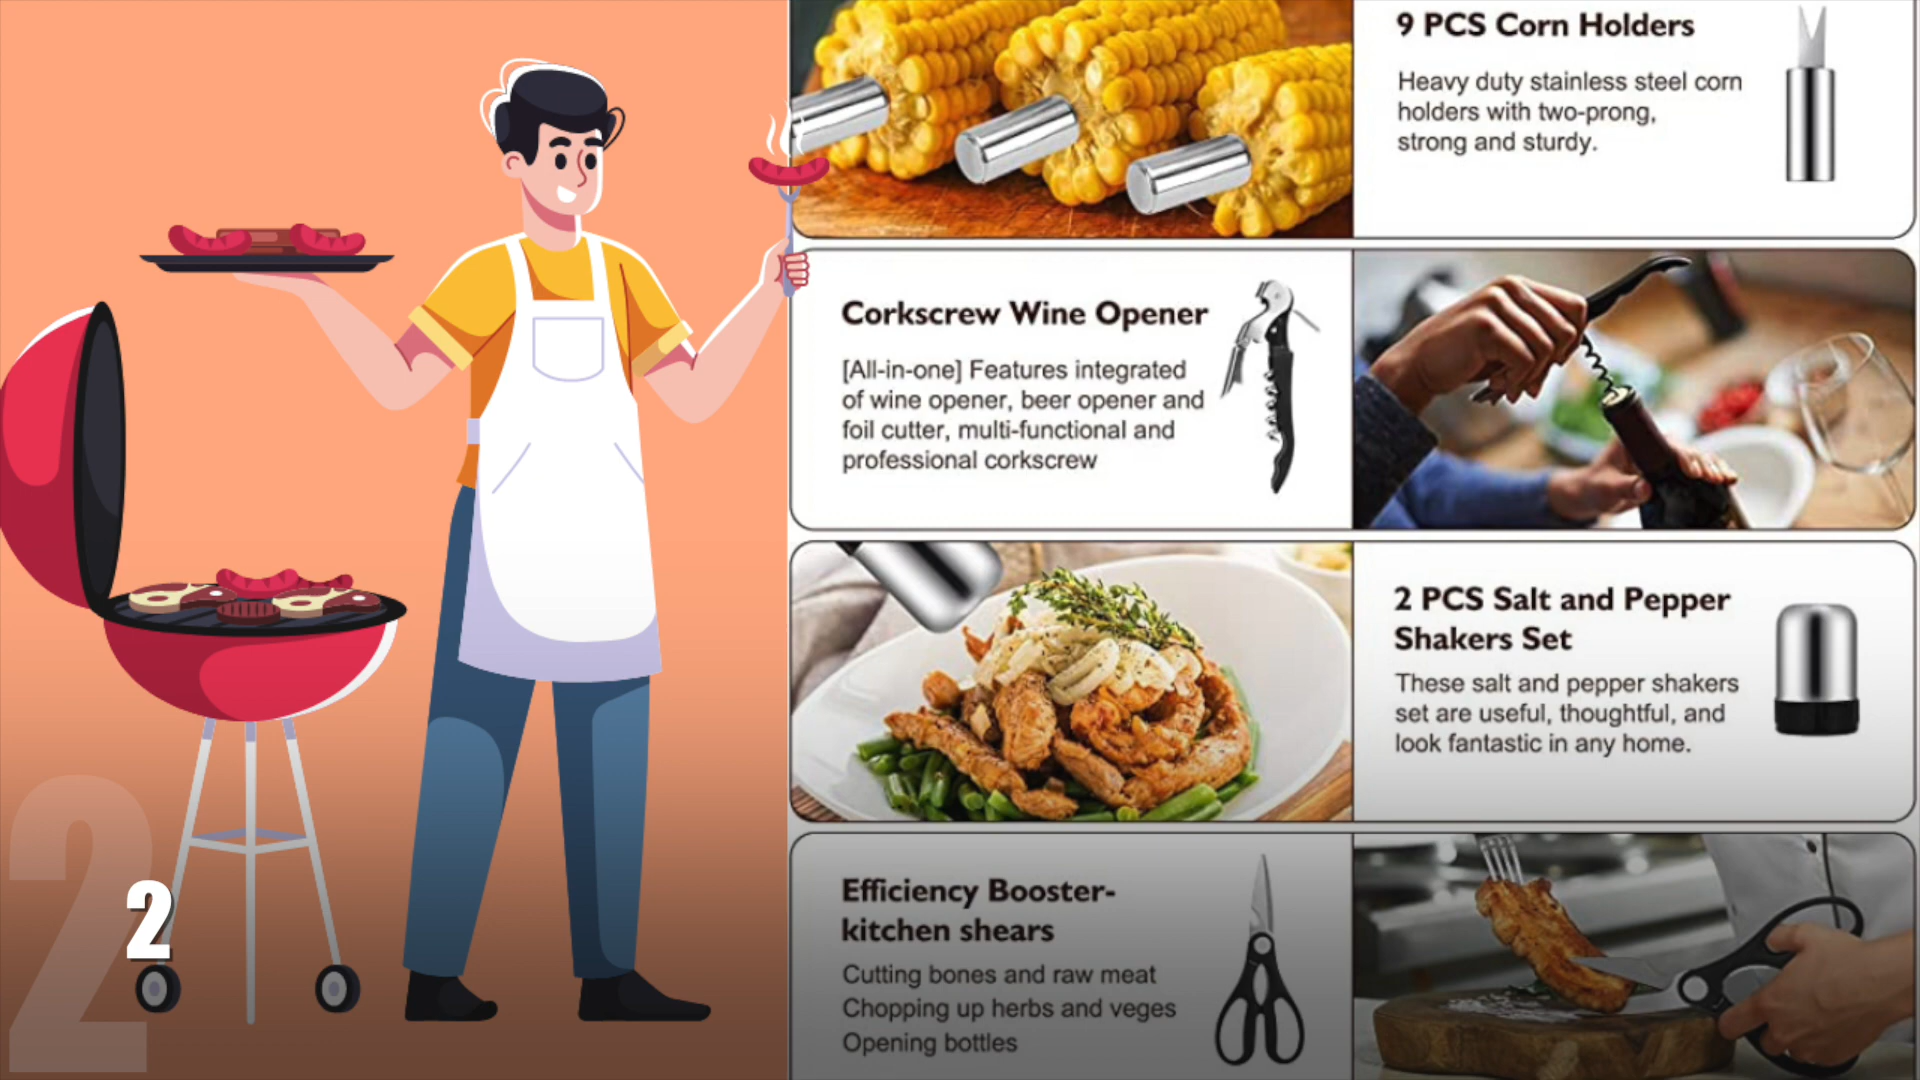 9 PCS Corn Holders
Heavy duty stainless steel corn
holders with two-prong,
strong and sturdy.
Corkscrew Wine Opener
[All-in-one] Features integrated
of wine opener, beer opener and
foil cutter, multi-functional and
professional corkscrew
2 PCS Salt and Pepper
Shakers Set
These salt and pepper shakers
set are useful, thoughtful, and
look fantastic in any home.
Efficiency Booster-
kitchen shears
Cutting bones and raw meat
Chopping up herbs and veges
Opening bottles
2
2